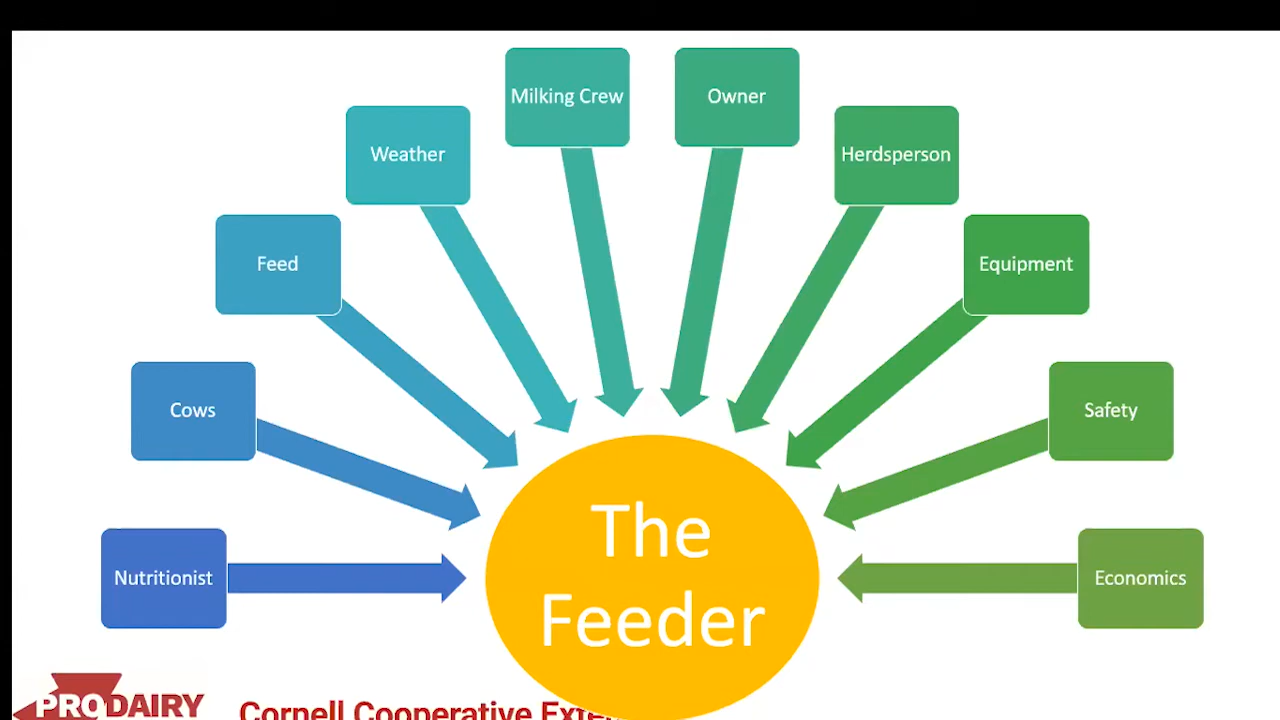 Milking Crew
Owner
Weather
Herdsperson
Feed
Equipment
Cows
Safety
Nutritionist
The
Feeder
Economics
PRODAIRY
Cornell Cooperative